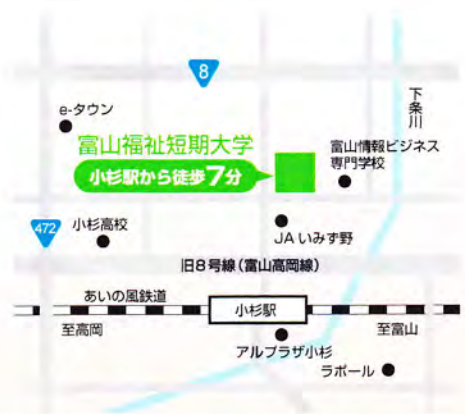 8
下条川
e-タウン
富山福祉短期大学
小杉駅から徒歩7分
富山情報ビジネス
専門学校
472
小杉高校
JAいみず野
旧8号線(富山高岡線)
あいの風鉄道
小杉駅
至高岡
至富山
アルプラザ小杉
ラポール